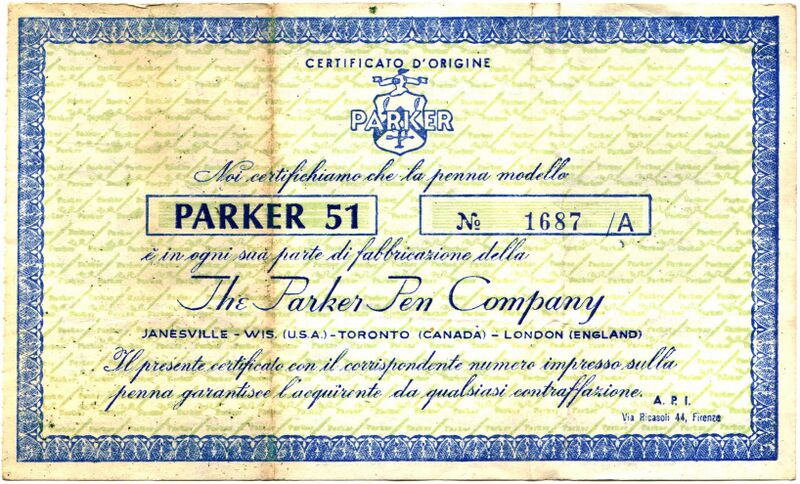 CERTIFICATO D'ORIGINE
PARKER
Noi certifichiamo che la penna modello
PARKER 51 № 1687 /A
è in ogni sua parte di fabbricazione della
The Parker Pen Company
JANESVILLE - WIS. (U.S.A.) - TORONTO (CANADA) - LONDON (ENGLAND)
Il presente certificato con il corrispondente numero impresso sulla
penna garantisce l'acquirente da qualsiasi contraffazione.
A. P. I.
Via Ricasoli 44, Firenze